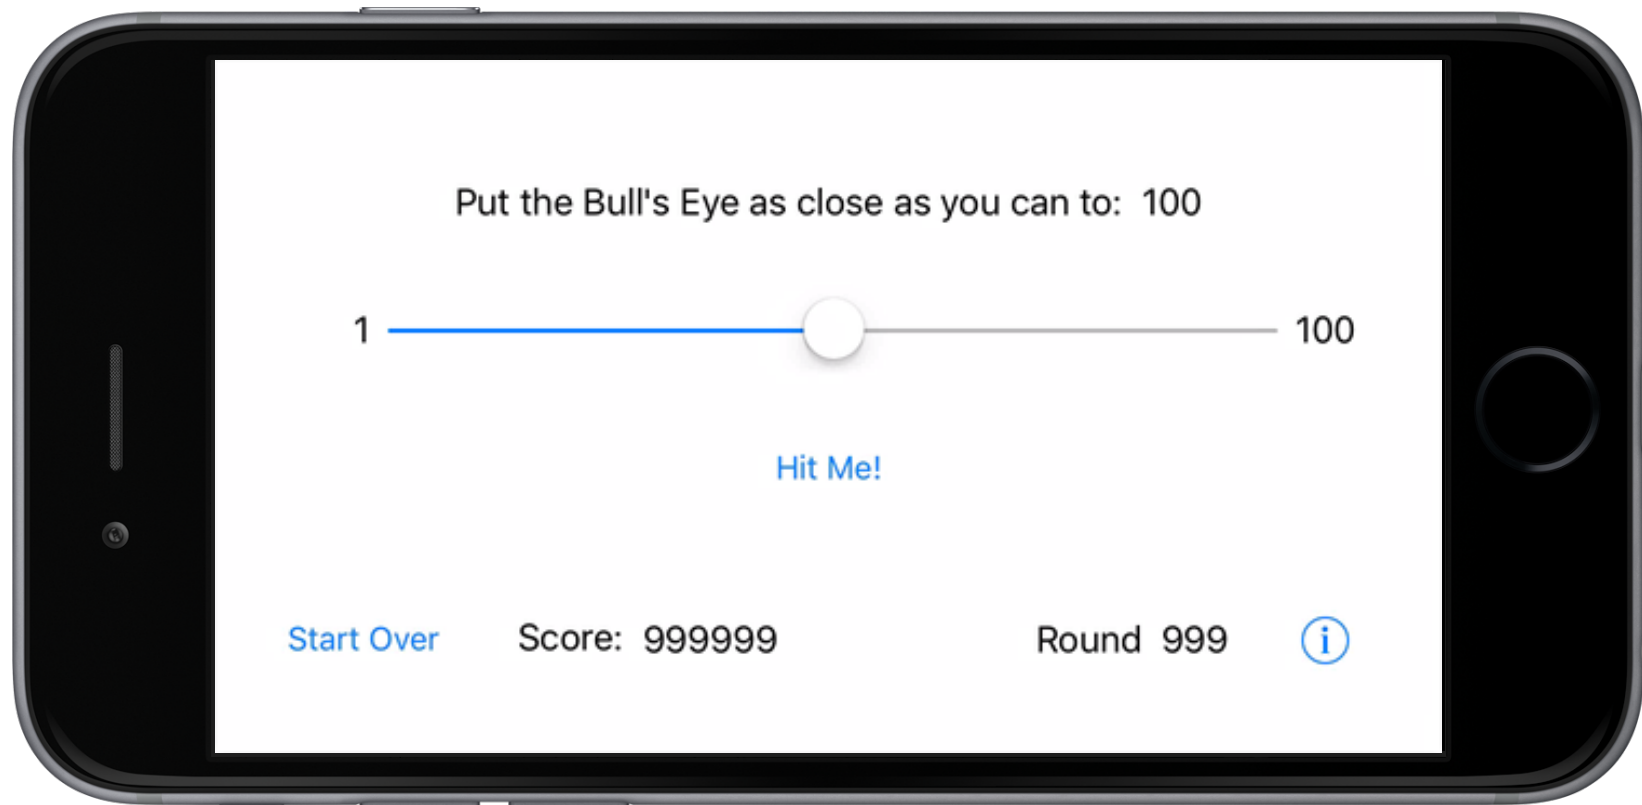 Put the Bull's Eye as close as you can to: 100
1 100
Hit Me!
Start Over Score: 999999 Round 999 i